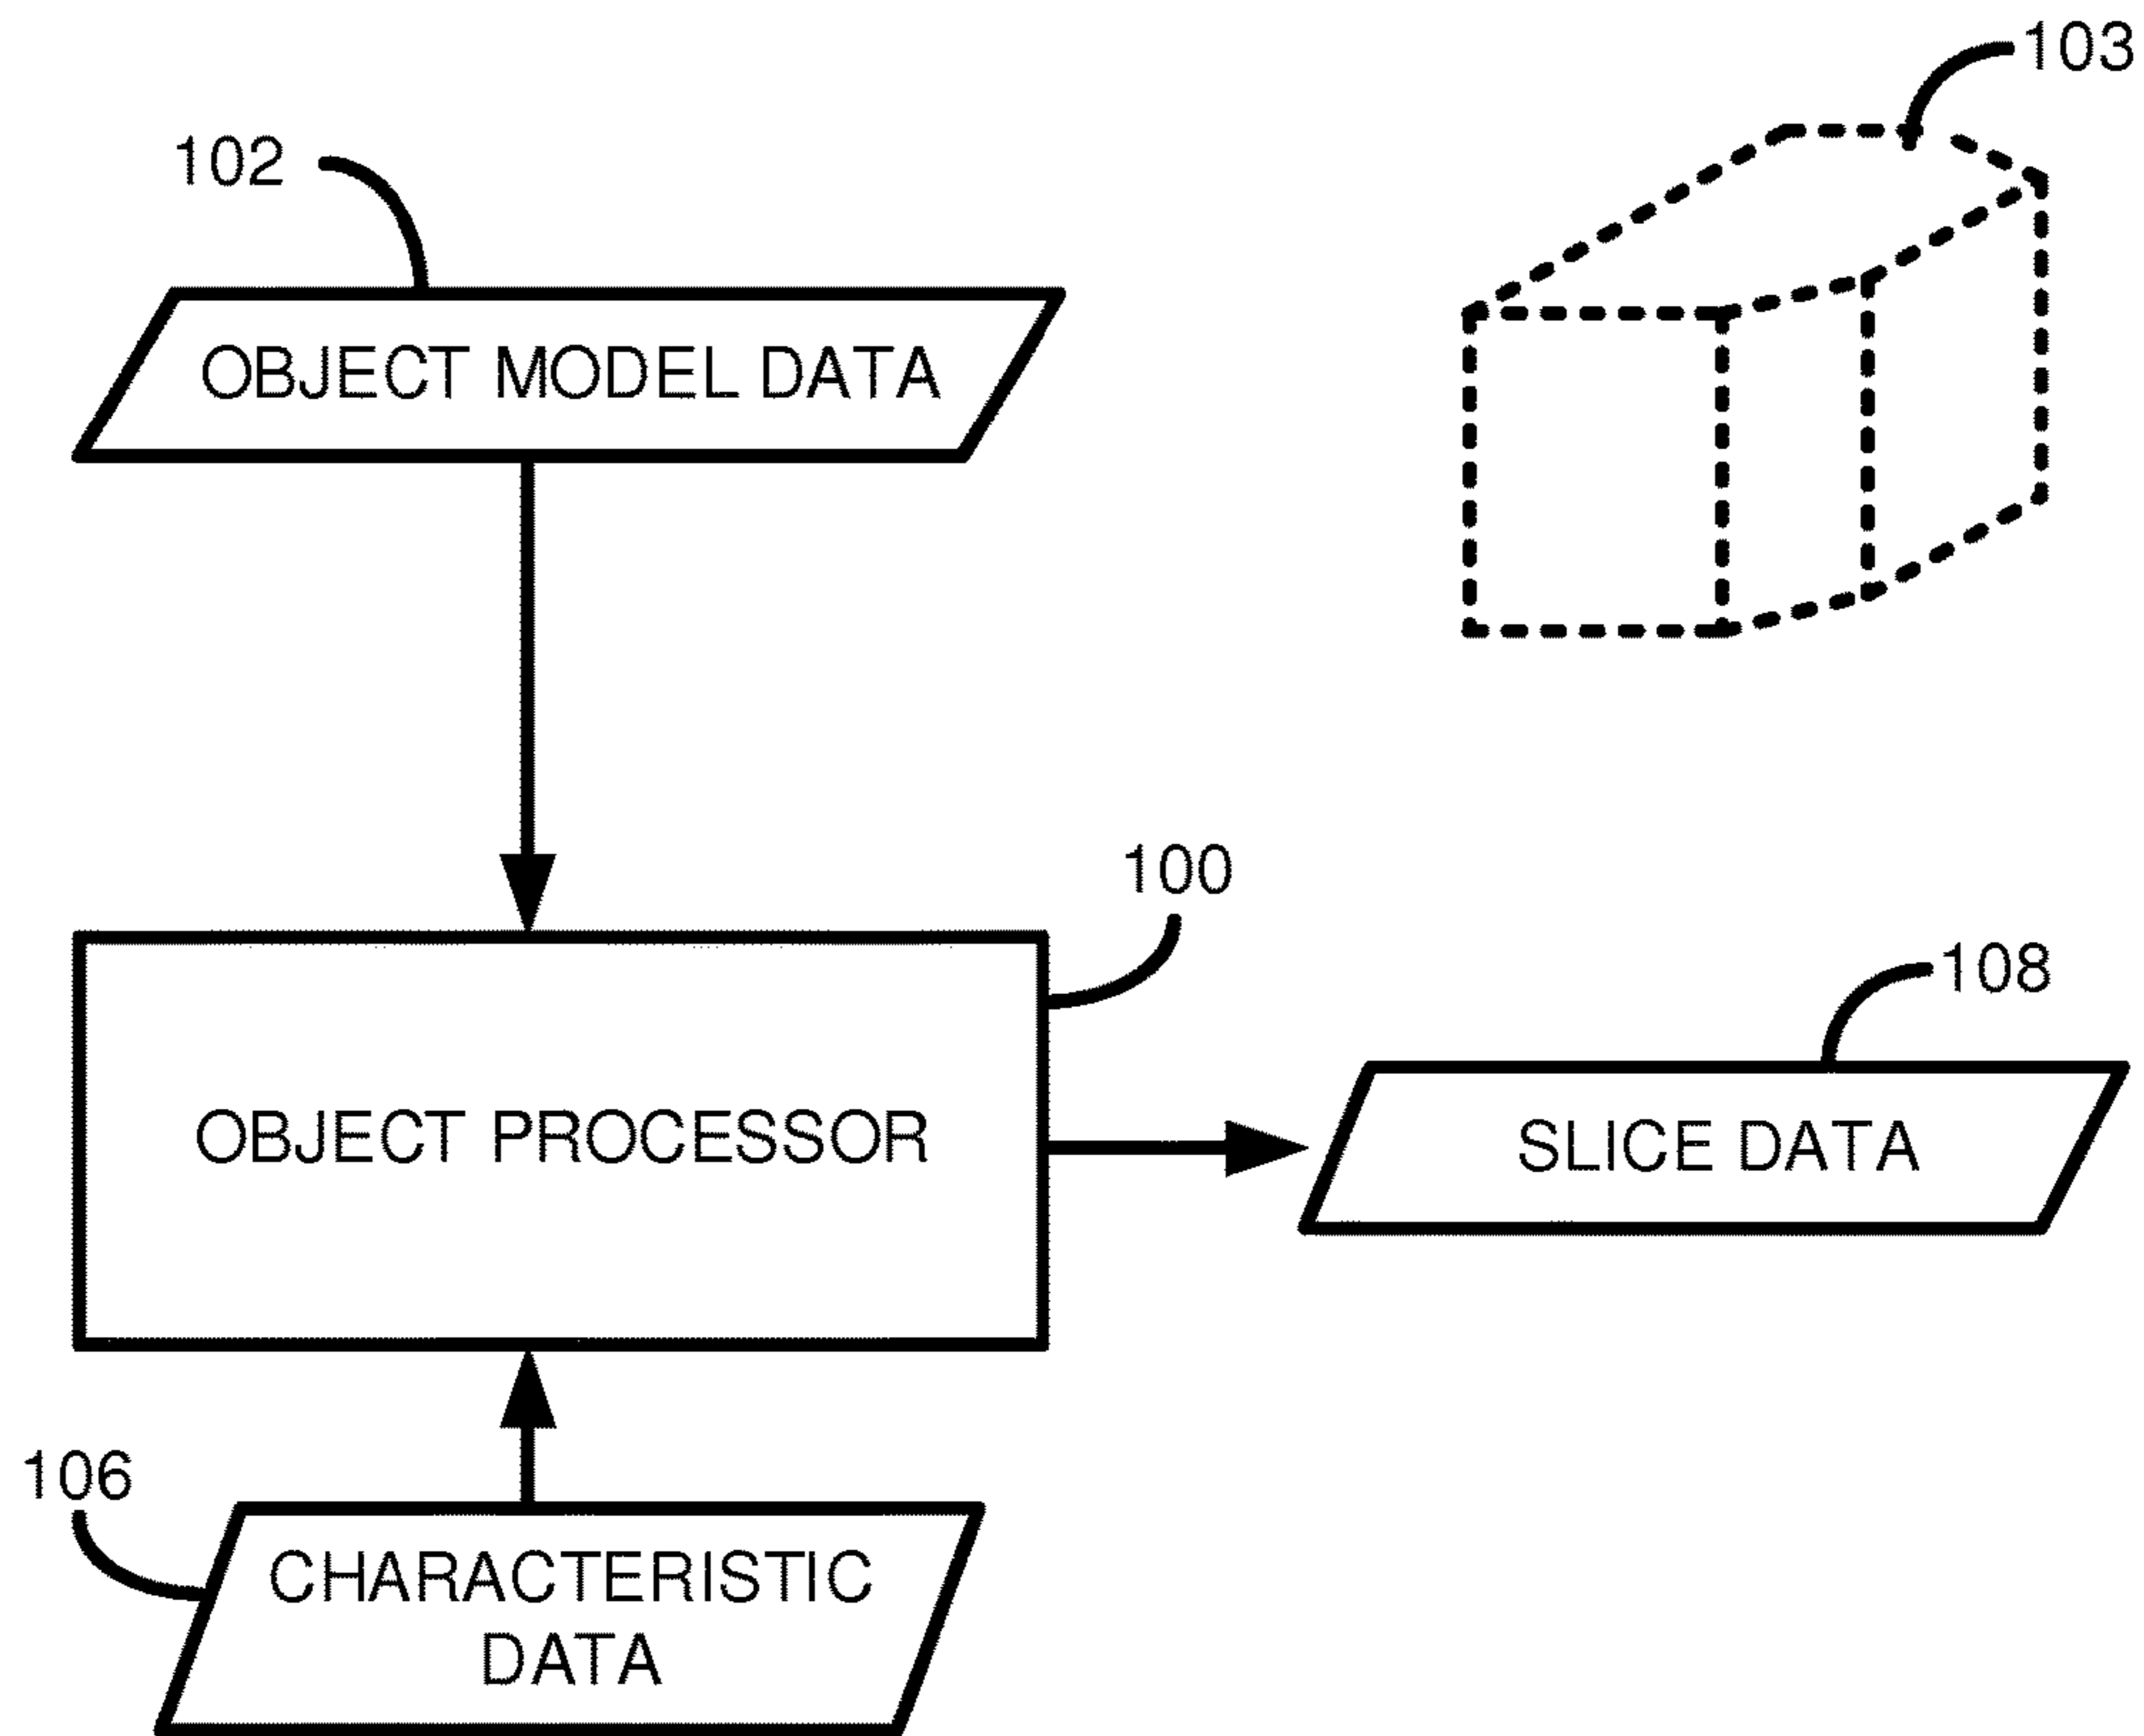 103
102
OBJECT MODEL DATA
100
108
OBJECT PROCESSOR
SLICE DATA
106
CHARACTERISTIC
DATA